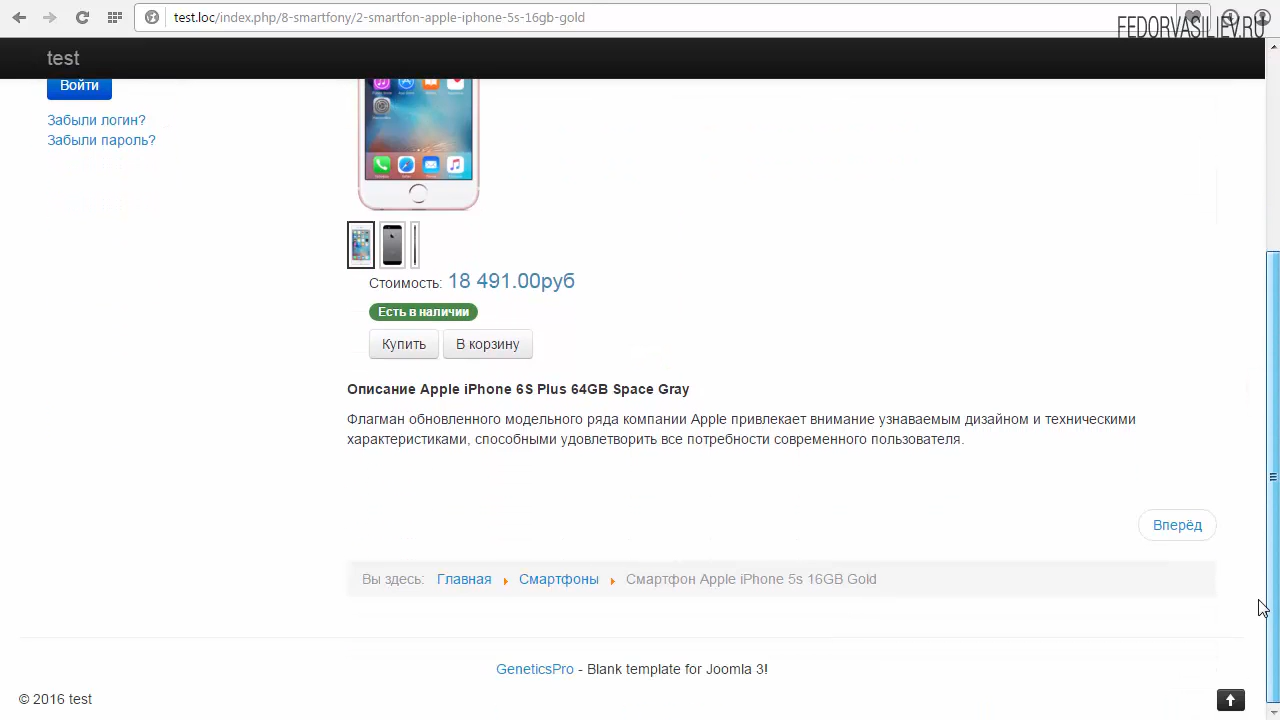 test.loc/index.php/8-smartfony/2-smartfon-apple-iphone-5s-16gb-gold
FEDORVASILIEV.RU
test
Войти
Забыли логин?
Забыли пароль?
Стоимость: 18 491.00руб
Есть в наличии
Купить В корзину
Описание Apple iPhone 6S Plus 64GB Space Gray
Флагман обновленного модельного ряда компании Apple привлекает внимание узнаваемым дизайном и техническими
характеристиками, способными удовлетворить все потребности современного пользователя.
Вперёд
Вы здесь: Главная Смартфоны Смартфон Apple iPhone 5s 16GB Gold
GeneticsPro - Blank template for Joomla 3!
© 2016 test